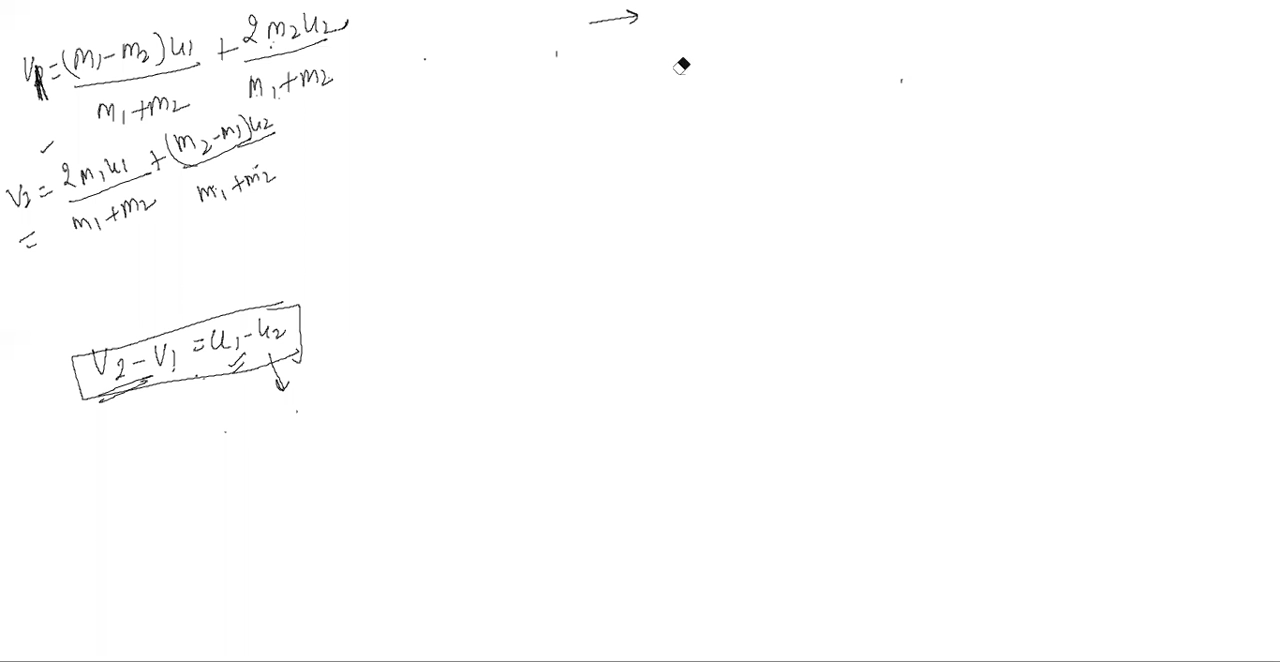 V₁ = (m₁-m₂)u₁/m₁+m₂ + 2m₂u₂/m₁+m₂
V₂ = 2m₁u₁/m₁+m₂ + (m₂-m₁)u₂/m₁+m₂
V₂-V₁ = u₁-u₂